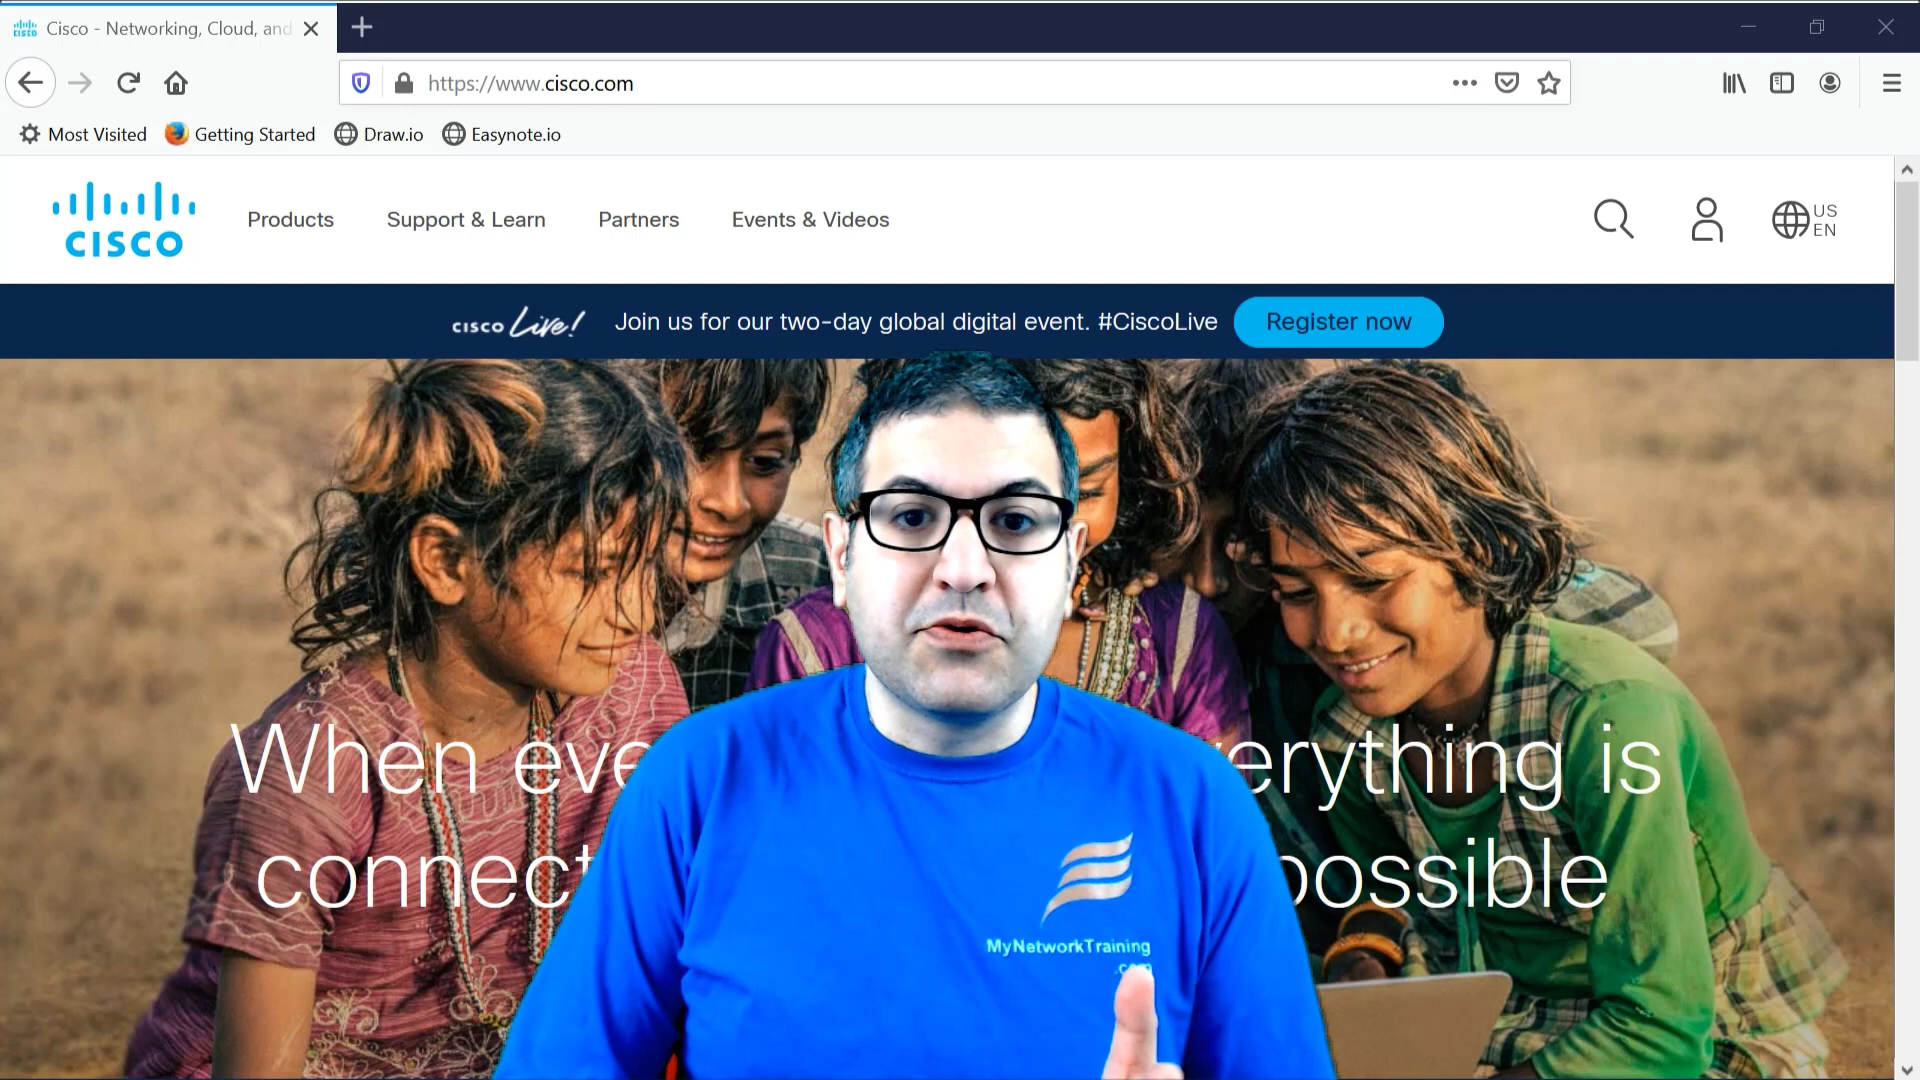 Cisco - Networking, Cloud, and
https://www.cisco.com
Most Visited Getting Started Draw.io Easynote.io
CISCO
Products Support & Learn Partners Events & Videos
US
EN
CISCO Live! Join us for our two-day global digital event. #CiscoLive Register now
When eve erything is
connect possible
MyNetworkTraining
.com